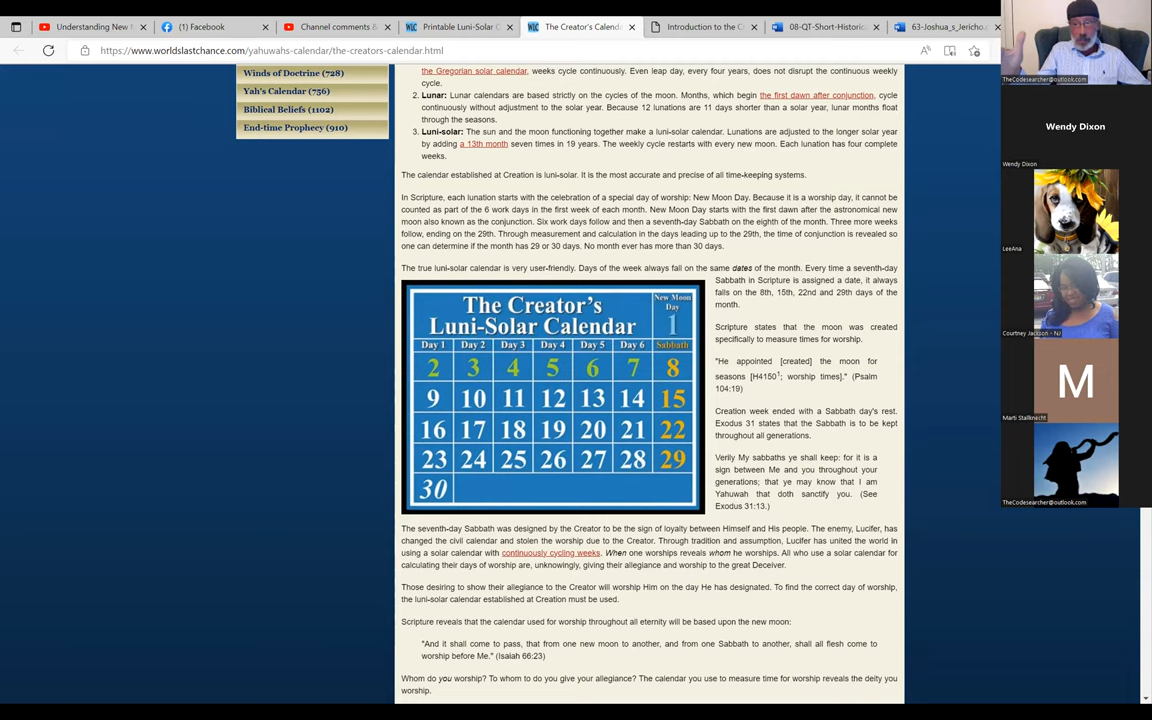 Understanding New M
(1) Facebook
Channel comments &
Printable Luni-Solar C
The Creator's Calenda
Introduction to the C
08-QT-Short-Historic
63-Joshua_s_Jericho.
https://www.worldslastchance.com/yahuwahs-calendar/the-creators-calendar.html
Winds of Doctrine (728)
Yah's Calendar (756)
Biblical Beliefs (1102)
End-time Prophecy (910)
the Gregorian solar calendar, weeks cycle continuously. Even leap day, every four years, does not disrupt the continuous weekly
cycle.
2. Lunar: Lunar calendars are based strictly on the cycles of the moon. Months, which begin the first dawn after conjunction, cycle
continuously without adjustment to the solar year. Because 12 lunations are 11 days shorter than a solar year, lunar months float
through the seasons.
3. Luni-solar: The sun and the moon functioning together make a luni-solar calendar. Lunations are adjusted to the longer solar year
by adding a 13th month seven times in 19 years. The weekly cycle restarts with every new moon. Each lunation has four complete
weeks.
The calendar established at Creation is luni-solar. It is the most accurate and precise of all time-keeping systems.
In Scripture, each lunation starts with the celebration of a special day of worship: New Moon Day. Because it is a worship day, it cannot be
counted as part of the 6 work days in the first week of each month. New Moon Day starts with the first dawn after the astronomical new
moon also known as the conjunction. Six work days follow and then a seventh-day Sabbath on the eighth of the month. Three more weeks
follow, ending on the 29th. Through measurement and calculation in the days leading up to the 29th, the time of conjunction is revealed so
one can determine if the month has 29 or 30 days. No month ever has more than 30 days.
The true luni-solar calendar is very user-friendly. Days of the week always fall on the same dates of the month. Every time a seventh-day
Sabbath in Scripture is assigned a date, it always
falls on the 8th, 15th, 22nd and 29th days of the
month.
Scripture states that the moon was created
specifically to measure times for worship.
"He appointed [created] the moon for
seasons [H4150¹; worship times]." (Psalm
104:19)
Creation week ended with a Sabbath day's rest.
Exodus 31 states that the Sabbath is to be kept
throughout all generations.
Verily My sabbaths ye shall keep: for it is a
sign between Me and you throughout your
generations; that ye may know that I am
Yahuwah that doth sanctify you. (See
Exodus 31:13.)
The Creator's
Luni-Solar Calendar
New Moon
Day
1
Day 1 Day 2 Day 3 Day 4 Day 5 Day 6 Sabbath
2 3 4 5 6 7 8
9 10 11 12 13 14 15
16 17 18 19 20 21 22
23 24 25 26 27 28 29
30
The seventh-day Sabbath was designed by the Creator to be the sign of loyalty between Himself and His people. The enemy, Lucifer, has
changed the civil calendar and stolen the worship due to the Creator. Through tradition and assumption, Lucifer has united the world in
using a solar calendar with continuously cycling weeks. When one worships reveals whom he worships. All who use a solar calendar for
calculating their days of worship are, unknowingly, giving their allegiance and worship to the great Deceiver.
Those desiring to show their allegiance to the Creator will worship Him on the day He has designated. To find the correct day of worship,
the luni-solar calendar established at Creation must be used.
Scripture reveals that the calendar used for worship throughout all eternity will be based upon the new moon:
"And it shall come to pass, that from one new moon to another, and from one Sabbath to another, shall all flesh come to
worship before Me." (Isaiah 66:23)
Whom do you worship? To whom to do you give your allegiance? The calendar you use to measure time for worship reveals the deity you
worship.
TheCodesearcher@outlook.com
Wendy Dixon
Wendy Dixon
LeeAna
Courtney Jackson - NJ
M
Marti Stalknecht
TheCodesearcher@outlook.com